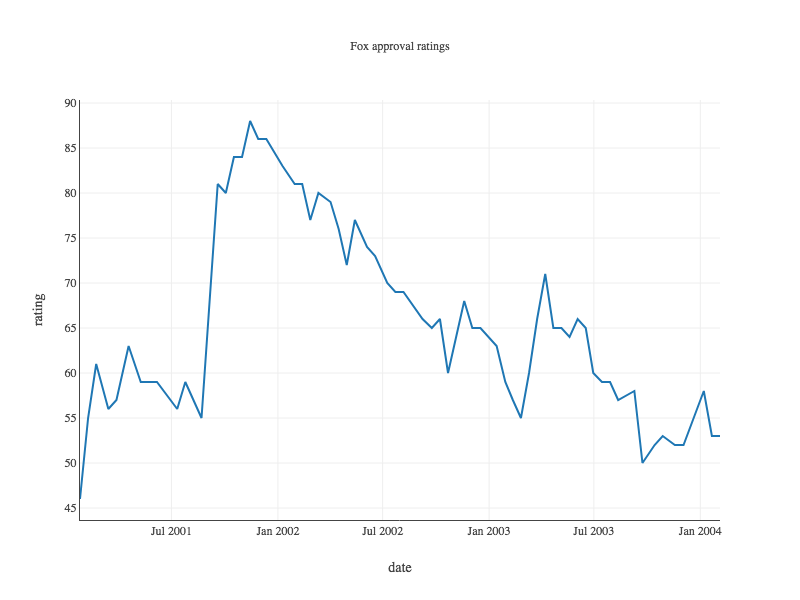 Fox approval ratings
90
85
80
75
70
65
60
55
50
45
rating
Jul 2001
Jan 2002
Jul 2002
Jan 2003
Jul 2003
Jan 2004
date